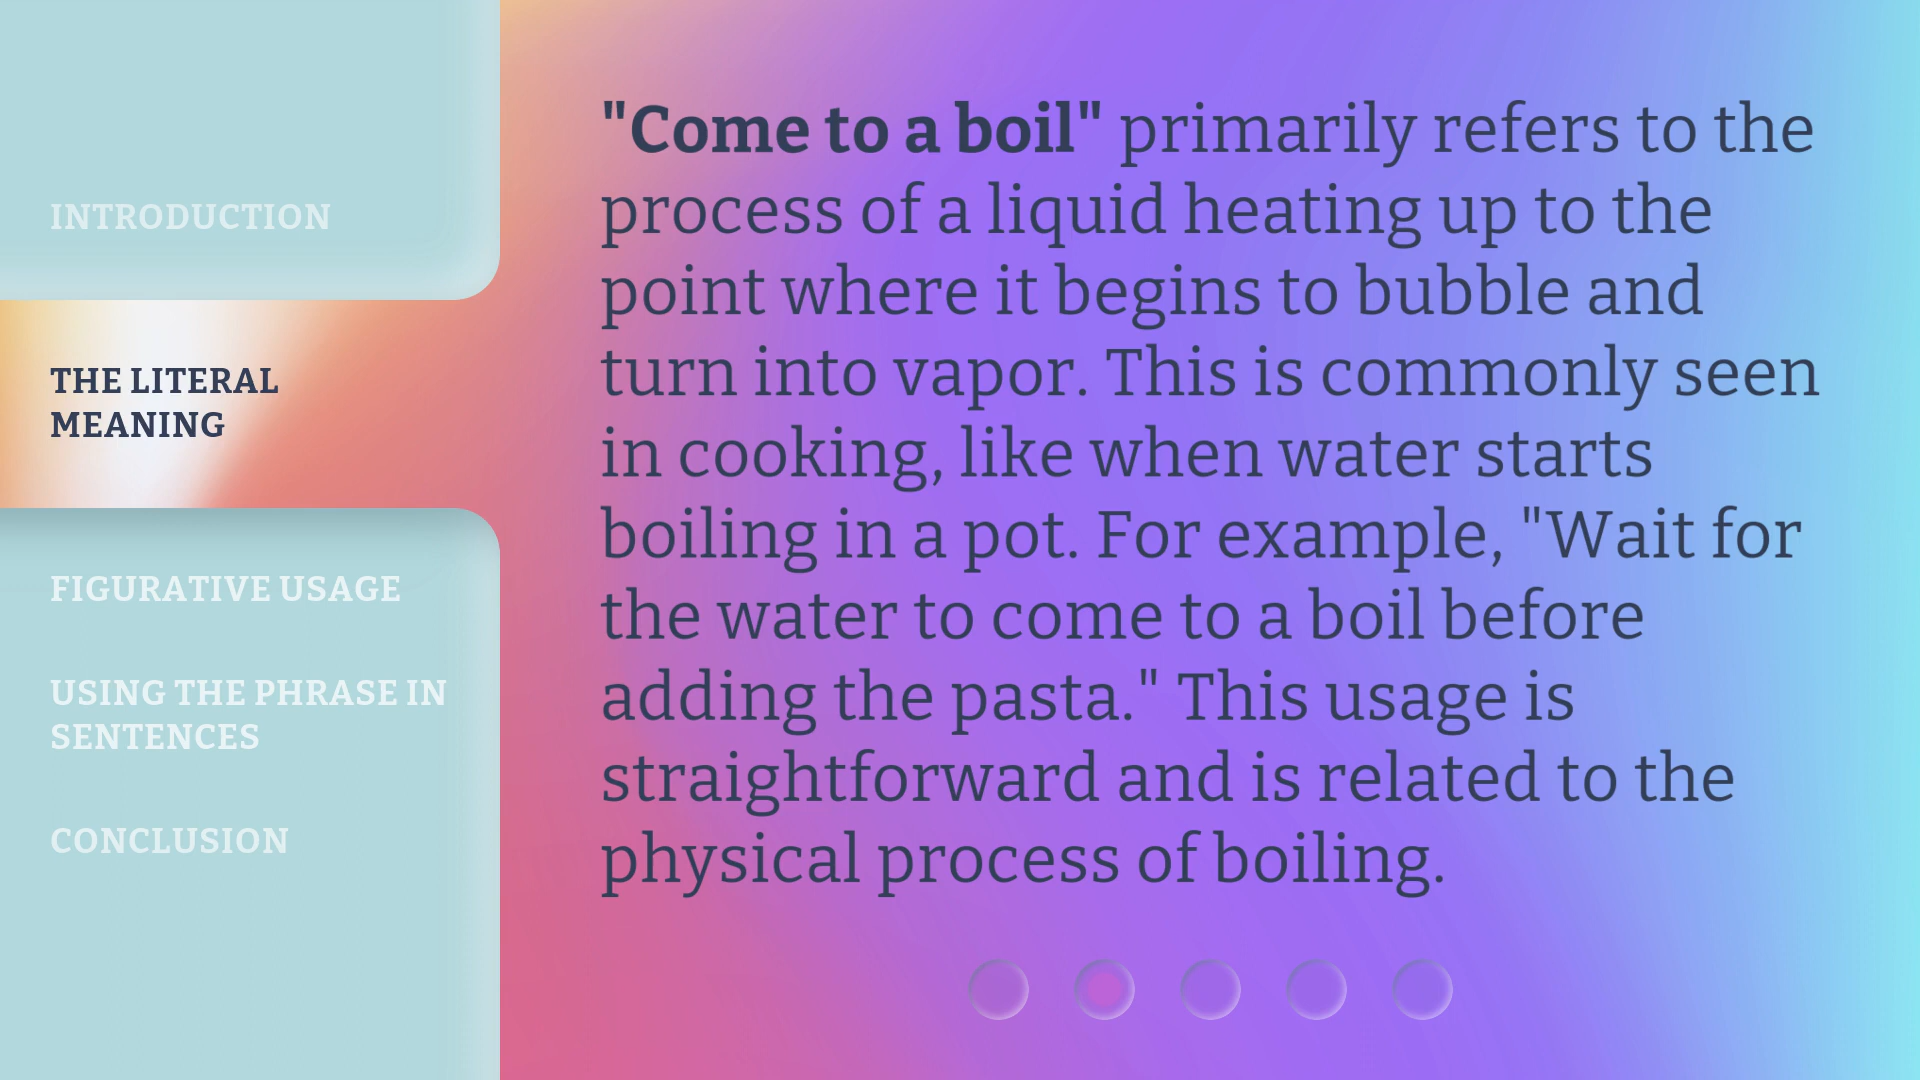 INTRODUCTION
THE LITERAL
MEANING
FIGURATIVE USAGE
USING THE PHRASE IN
SENTENCES
CONCLUSION
"Come to a boil" primarily refers to the
process of a liquid heating up to the
point where it begins to bubble and
turn into vapor. This is commonly seen
in cooking, like when water starts
boiling in a pot. For example, "Wait for
the water to come to a boil before
adding the pasta." This usage is
straightforward and is related to the
physical process of boiling.